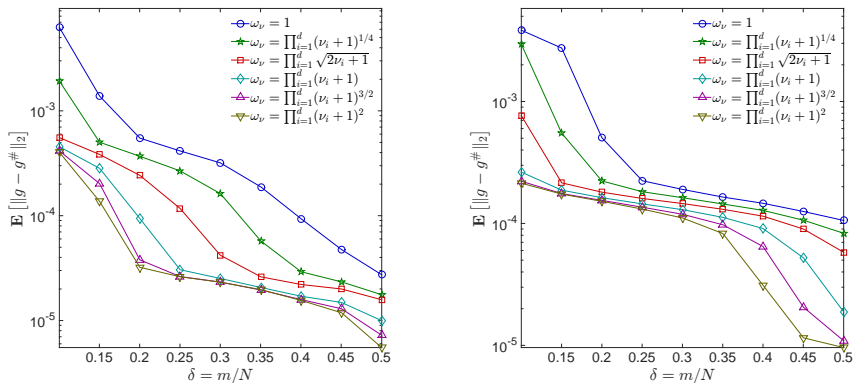 10⁻³
10⁻⁴
10⁻⁵
E [‖g − g^#‖₂]
ω_ν = 1
ω_ν = ∏_{i=1}^d (ν_i + 1)^{1/4}
ω_ν = ∏_{i=1}^d √(2ν_i + 1)
ω_ν = ∏_{i=1}^d (ν_i + 1)
ω_ν = ∏_{i=1}^d (ν_i + 1)^{3/2}
ω_ν = ∏_{i=1}^d (ν_i + 1)²
0.15 0.2 0.25 0.3 0.35 0.4 0.45 0.5
δ = m/N
10⁻³
10⁻⁴
10⁻⁵
E [‖g − g^#‖₂]
ω_ν = 1
ω_ν = ∏_{i=1}^d (ν_i + 1)^{1/4}
ω_ν = ∏_{i=1}^d √(2ν_i + 1)
ω_ν = ∏_{i=1}^d (ν_i + 1)
ω_ν = ∏_{i=1}^d (ν_i + 1)^{3/2}
ω_ν = ∏_{i=1}^d (ν_i + 1)²
0.15 0.2 0.25 0.3 0.35 0.4 0.45 0.5
δ = m/N